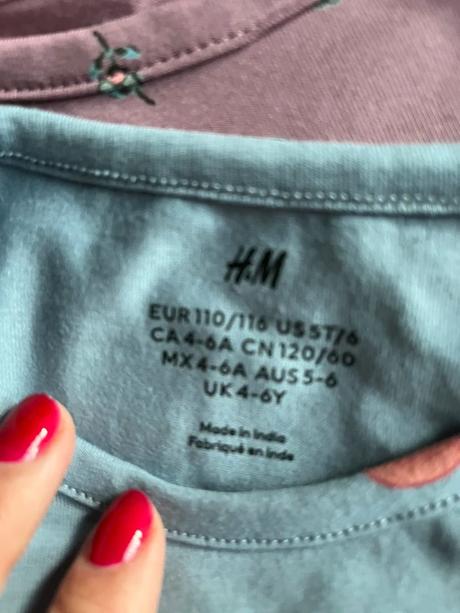 H&M
EUR 110/116 US 5T/6
CA 4-6A CN 120/60
MX 4-6A AUS 5-6
UK 4-6Y
Made in India
Fabriqué en Inde